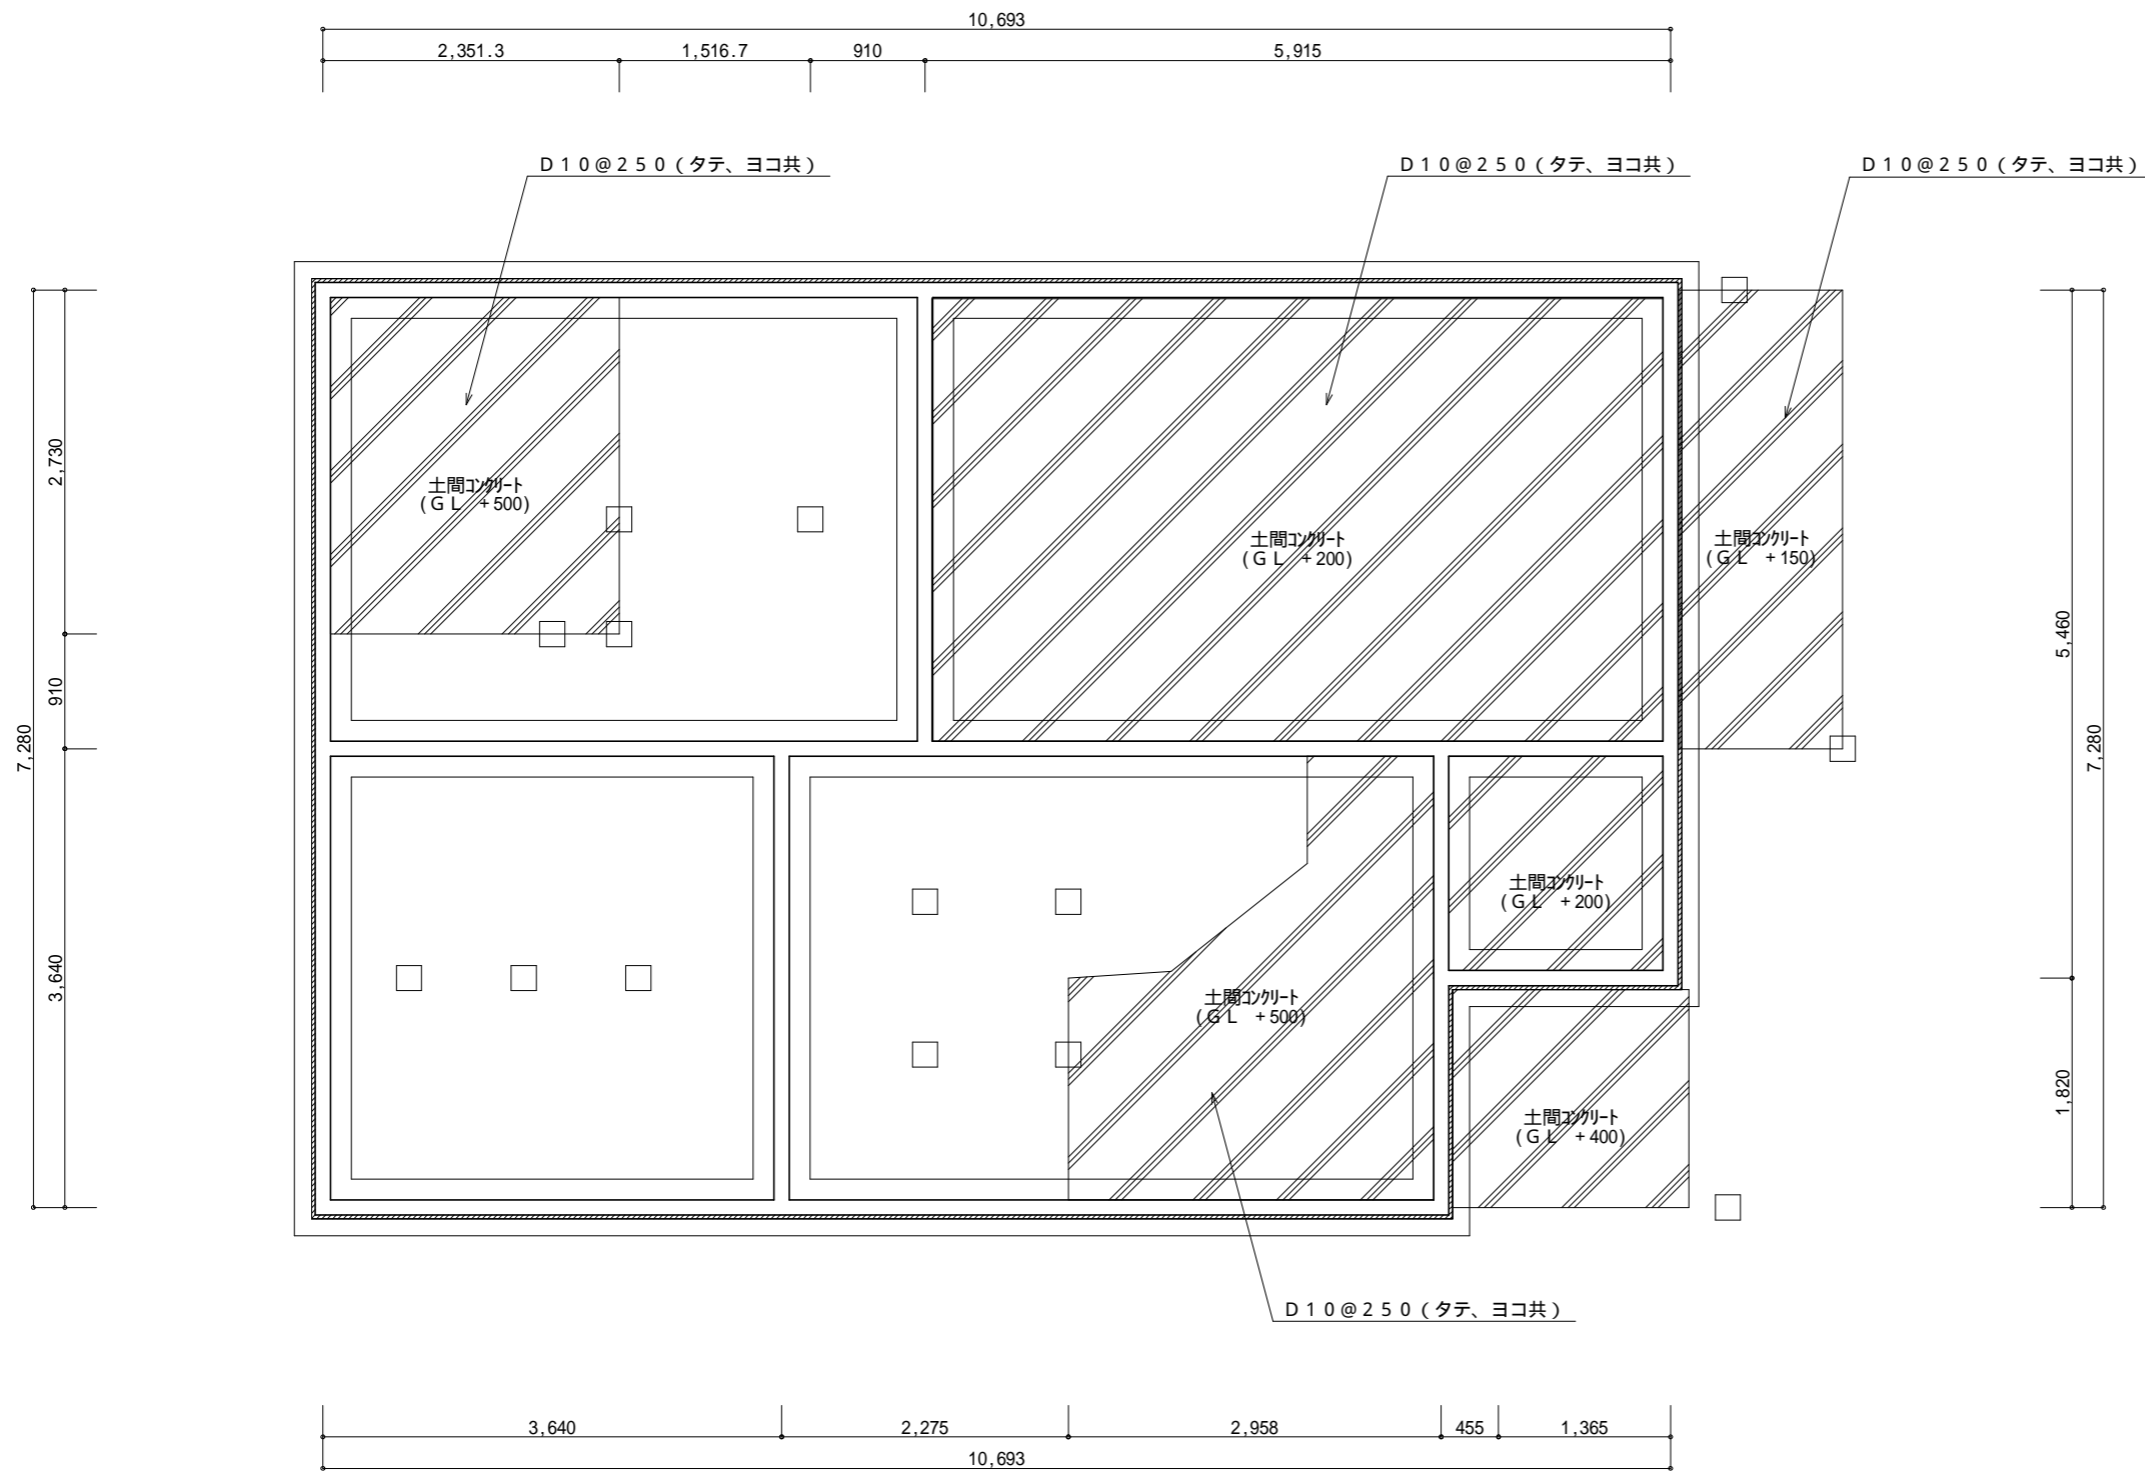 10,693
2,351.3
1,516.7
910
5,915
Ｄ１０＠２５０（タテ、ヨコ共）
Ｄ１０＠２５０（タテ、ヨコ共）
Ｄ１０＠２５０（タテ、ヨコ共）
2,730
910
3,640
7,280
土間ｺﾝｸﾘｰﾄ
(ＧＬ　+500)
土間ｺﾝｸﾘｰﾄ
(ＧＬ　+200)
土間ｺﾝｸﾘｰﾄ
(ＧＬ　+150)
5,460
1,820
7,280
土間ｺﾝｸﾘｰﾄ
(ＧＬ　+200)
土間ｺﾝｸﾘｰﾄ
(ＧＬ　+500)
土間ｺﾝｸﾘｰﾄ
(ＧＬ　+400)
Ｄ１０＠２５０（タテ、ヨコ共）
3,640
2,275
2,958
455
1,365
10,693